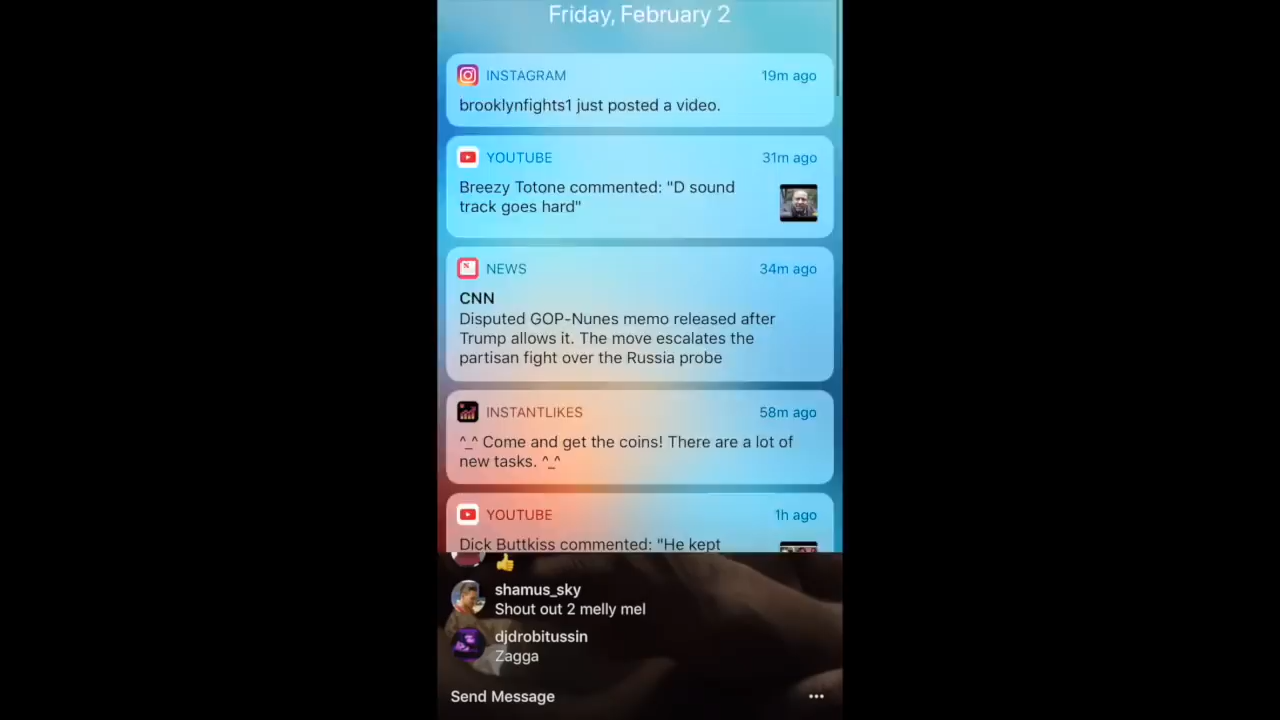 Friday, February 2
INSTAGRAM 19m ago
brooklynfights1 just posted a video.
YOUTUBE 31m ago
Breezy Totone commented: "D sound
track goes hard"
NEWS 34m ago
CNN
Disputed GOP-Nunes memo released after
Trump allows it. The move escalates the
partisan fight over the Russia probe
INSTANTLIKES 58m ago
^_^ Come and get the coins! There are a lot of
new tasks. ^_^
YOUTUBE 1h ago
Dick Buttkiss commented: "He kept
👍
shamus_sky
Shout out 2 melly mel
djdrobitussin
Zagga
Send Message